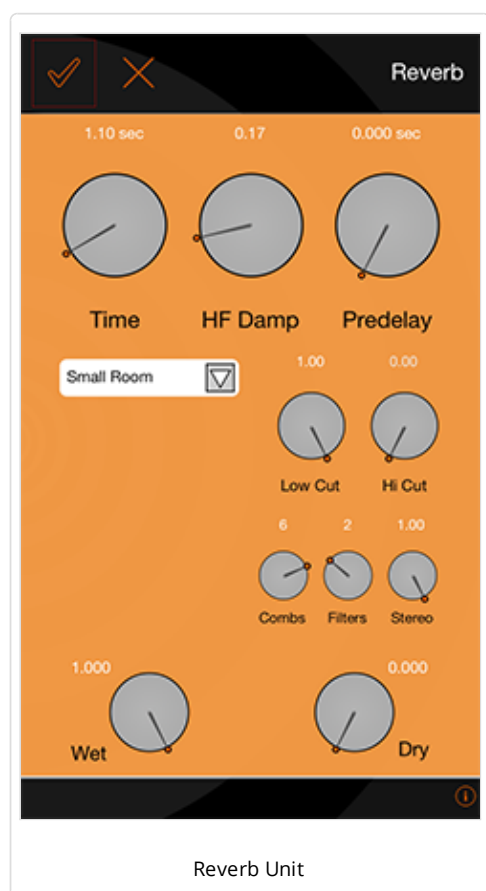 Reverb
1.10 sec 0.17 0.000 sec
Time HF Damp Predelay
Small Room
1.00 0.00
Low Cut Hi Cut
6 2 1.00
Combs Filters Stereo
1.000 0.000
Wet Dry
Reverb Unit